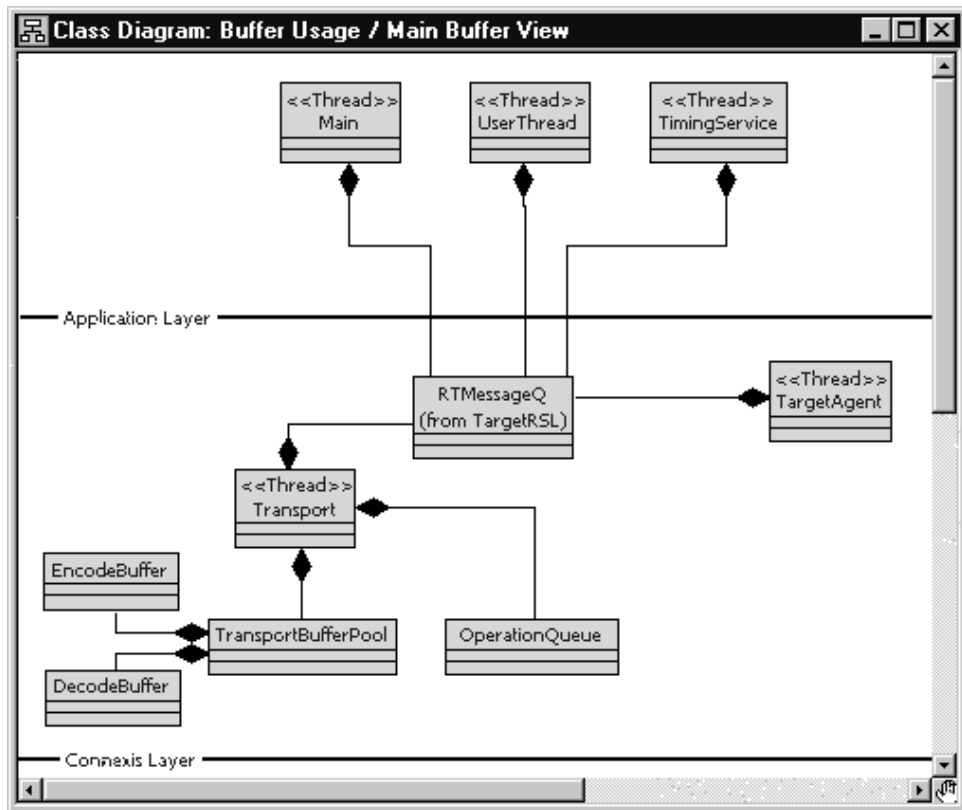 Class Diagram: Buffer Usage / Main Buffer View
<<Thread>>
Main
<<Thread>>
UserThread
<<Thread>>
TimingService
Application Layer
RTMessageQ
(from TargetRSL)
<<Thread>>
TargetAgent
<<Thread>>
Transport
EncodeBuffer
TransportBufferPool
OperationQueue
DecodeBuffer
Connexis Layer